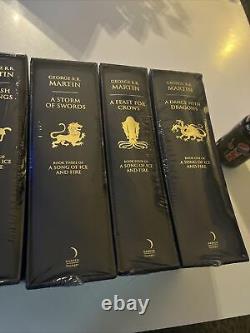 SH
NGS
GEORGE R.R.
MARTIN
A STORM
OF SWORDS
BOOK THREE OF
A SONG OF ICE
AND FIRE
GEORGE R.R.
MARTIN
A FEAST FOR
CROWS
BOOK FOUR OF
A SONG OF ICE
AND FIRE
GEORGE R.R.
MARTIN
A DANCE WITH
DRAGONS
BOOK FIVE OF
A SONG OF ICE
AND FIRE